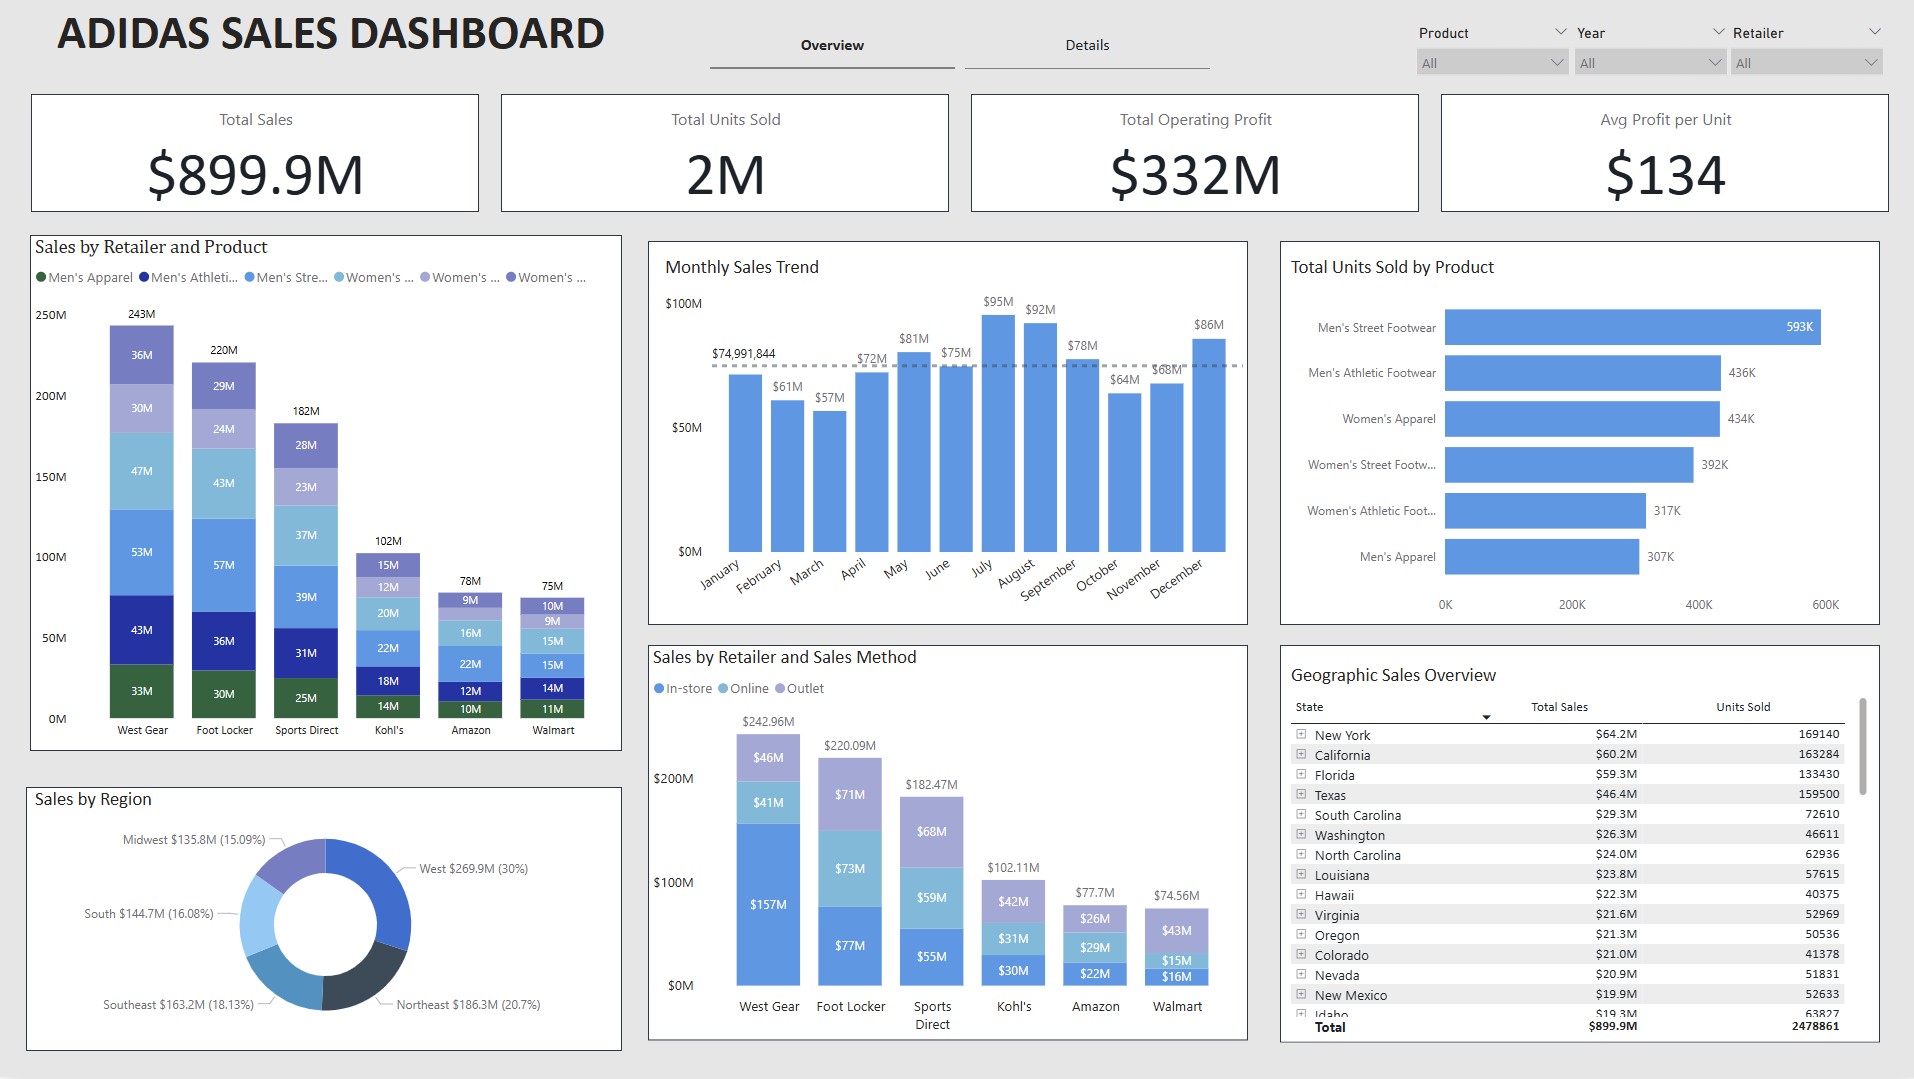 ADIDAS SALES DASHBOARD
Overview
Details
Product
Year
Retailer
All
All
All
Total Sales
$899.9M
Total Units Sold
2M
Total Operating Profit
$332M
Avg Profit per Unit
$134
Sales by Retailer and Product
Men's Apparel Men's Athleti... Men's Stre... Women's ... Women's ... Women's ...
250M
200M
150M
100M
50M
0M
243M
36M
30M
47M
53M
43M
33M
West Gear
220M
29M
24M
43M
57M
36M
30M
Foot Locker
182M
28M
23M
37M
39M
31M
25M
Sports Direct
102M
15M
12M
20M
22M
18M
14M
Kohl's
78M
9M
16M
22M
12M
10M
Amazon
75M
10M
9M
15M
15M
14M
11M
Walmart
Monthly Sales Trend
$100M
$50M
$0M
$74,991,844
$61M
$57M
$72M
$81M
$75M
$95M
$92M
$78M
$64M
$68M
$86M
January
February
March
April
May
June
July
August
September
October
November
December
Total Units Sold by Product
Men's Street Footwear 593K
Men's Athletic Footwear 436K
Women's Apparel 434K
Women's Street Footw... 392K
Women's Athletic Foot... 317K
Men's Apparel 307K
0K 200K 400K 600K
Sales by Region
Midwest $135.8M (15.09%)
West $269.9M (30%)
South $144.7M (16.08%)
Southeast $163.2M (18.13%)
Northeast $186.3M (20.7%)
Sales by Retailer and Sales Method
In-store Online Outlet
$200M
$100M
$0M
$242.96M
$46M
$41M
$157M
West Gear
$220.09M
$71M
$73M
$77M
Foot Locker
$182.47M
$68M
$59M
$55M
Sports
Direct
$102.11M
$42M
$31M
$30M
Kohl's
$77.7M
$26M
$29M
$22M
Amazon
$74.56M
$43M
$15M
$16M
Walmart
Geographic Sales Overview
State Total Sales Units Sold
New York $64.2M 169140
California $60.2M 163284
Florida $59.3M 133430
Texas $46.4M 159500
South Carolina $29.3M 72610
Washington $26.3M 46611
North Carolina $24.0M 62936
Louisiana $23.8M 57615
Hawaii $22.3M 40375
Virginia $21.6M 52969
Oregon $21.3M 50536
Colorado $21.0M 41378
Nevada $20.9M 51831
New Mexico $19.9M 52633
Idaho $19.3M 63827
Total $899.9M 2478861